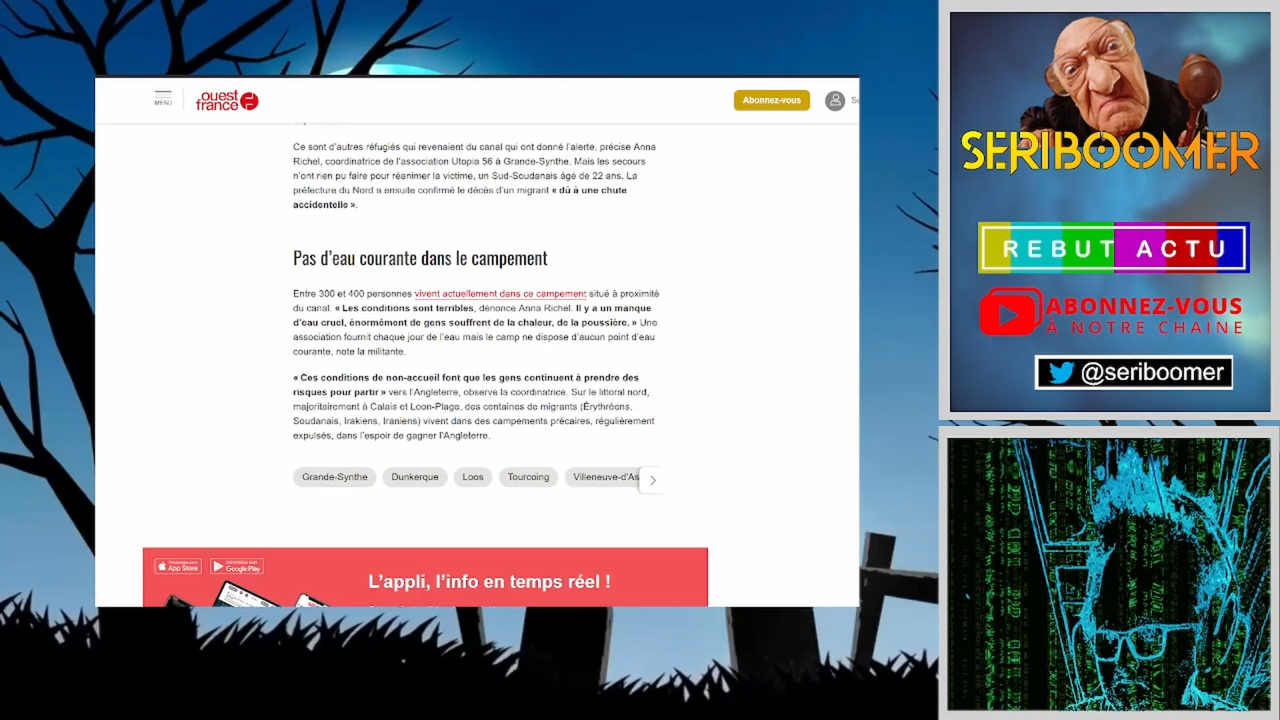 MENU
ouest
france
Abonnez-vous
Ce sont d'autres réfugiés qui revenaient du canal qui ont donné l'alerte, précise Anna
Richel, coordinatrice de l'association Utopia 56 à Grande-Synthe. Mais les secours
n'ont rien pu faire pour réanimer la victime, un Sud-Soudanais âgé de 22 ans. La
préfecture du Nord a ensuite confirmé le décès d'un migrant « dû à une chute
accidentelle ».
Pas d'eau courante dans le campement
Entre 300 et 400 personnes vivent actuellement dans ce campement situé à proximité
du canal. « Les conditions sont terribles, dénonce Anna Richel. Il y a un manque
d'eau cruel, énormément de gens souffrent de la chaleur, de la poussière. » Une
association fournit chaque jour de l'eau mais le camp ne dispose d'aucun point d'eau
courante, note la militante.
« Ces conditions de non-accueil font que les gens continuent à prendre des
risques pour partir » vers l'Angleterre, observe la coordinatrice. Sur le littoral nord,
majoritairement à Calais et Loon-Plage, des centaines de migrants (Érythréens,
Soudanais, Irakiens, Iraniens) vivent dans des campements précaires, régulièrement
expulsés, dans l'espoir de gagner l'Angleterre.
Grande-Synthe Dunkerque Loos Tourcoing Villeneuve-d'As
App Store Google Play
L'appli, l'info en temps réel !
SERIBOOMER
REBUT ACTU
ABONNEZ-VOUS
À NOTRE CHAINE
@seriboomer